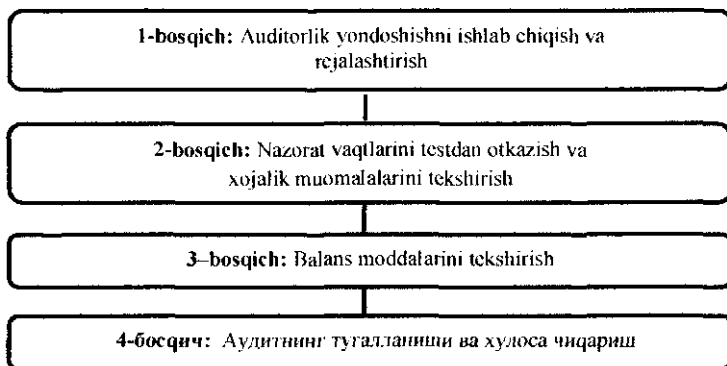 1-bosqich: Auditorlik yondoshishni ishlab chiqish va
rejalashtirish
2-bosqich: Nazorat vaqtlarini testdan otkazish va
xojalik muomalalarini tekshirish
3–bosqich: Balans moddalarini tekshirish
4-босқич: Аудитнинг тугалланиши ва хулоса чиқариш